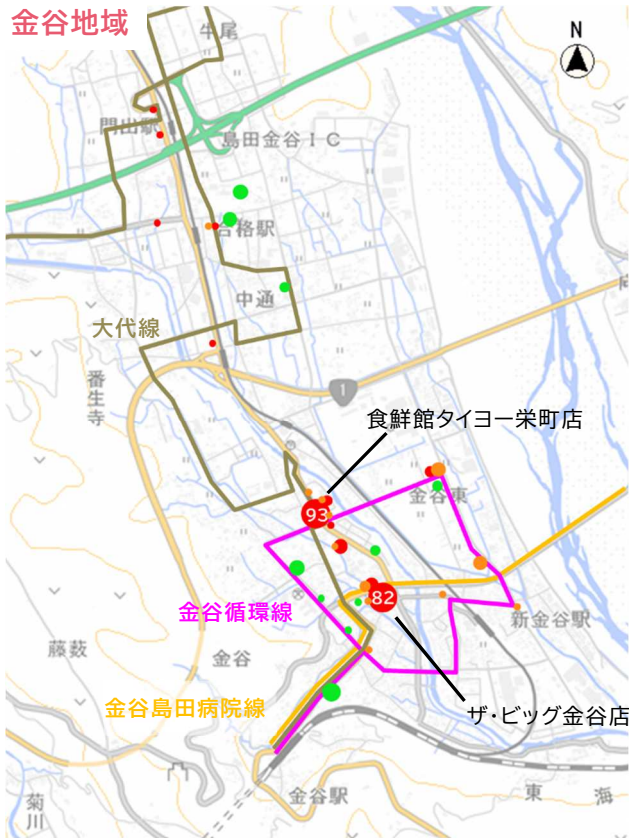 金谷地域
牛尾
N
門出駅
島田金谷ＩＣ
合格駅
中通
大代線
番生寺
1
食鮮館タイヨー栄町店
金谷東
93
82
金谷循環線
新金谷駅
藤薮
金谷
金谷島田病院線
ザ・ビッグ金谷店
金谷駅
東海
菊川